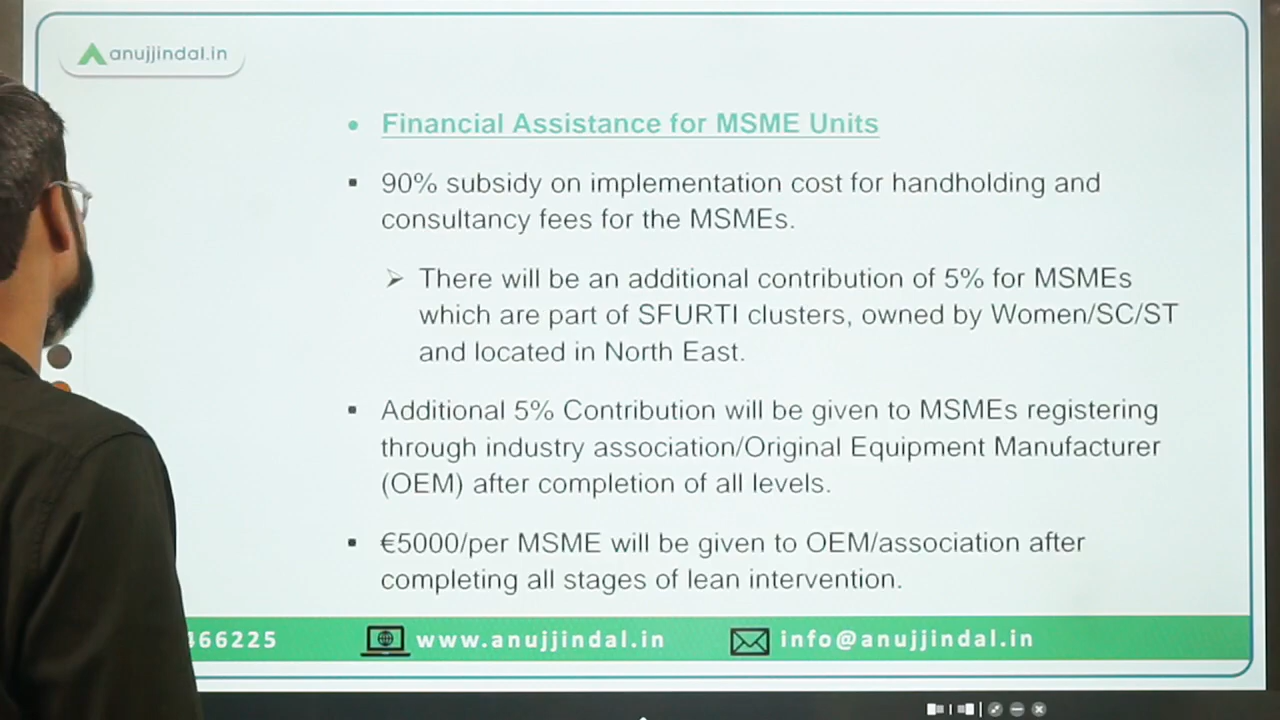 anujjindal.in
• Financial Assistance for MSME Units
▪ 90% subsidy on implementation cost for handholding and
consultancy fees for the MSMEs.
➢ There will be an additional contribution of 5% for MSMEs
which are part of SFURTI clusters, owned by Women/SC/ST
and located in North East.
▪ Additional 5% Contribution will be given to MSMEs registering
through industry association/Original Equipment Manufacturer
(OEM) after completion of all levels.
▪ €5000/per MSME will be given to OEM/association after
completing all stages of lean intervention.
466225 www.anujjindal.in info@anujjindal.in